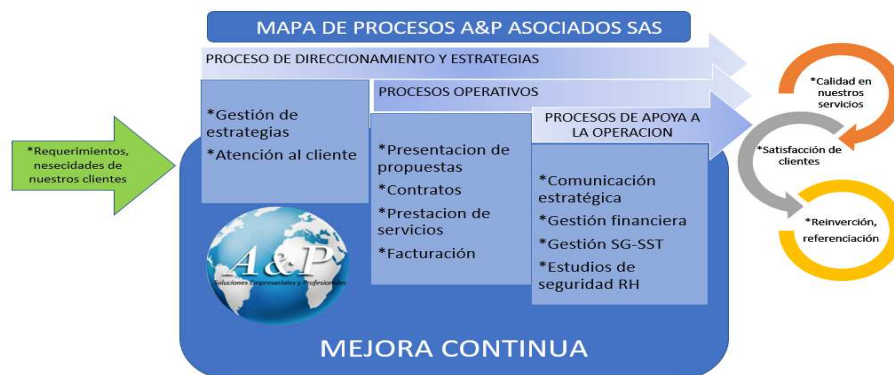 MAPA DE PROCESOS A&P ASOCIADOS SAS
PROCESO DE DIRECCIONAMIENTO Y ESTRATEGIAS
PROCESOS OPERATIVOS
PROCESOS DE APOYA A
LA OPERACION
*Requerimientos,
nesecidades de
nuestros clientes
*Gestión de
estrategias
*Atención al cliente
*Presentacion de
propuestas
*Contratos
*Prestacion de
servicios
*Facturación
*Comunicación
estratégica
*Gestión financiera
*Gestión SG-SST
*Estudios de
seguridad RH
A&P
Soluciones Empresariales y Profesionales
MEJORA CONTINUA
*Calidad en
nuestros
servicios
*Satisfacción de
clientes
*Reinverción,
referenciación